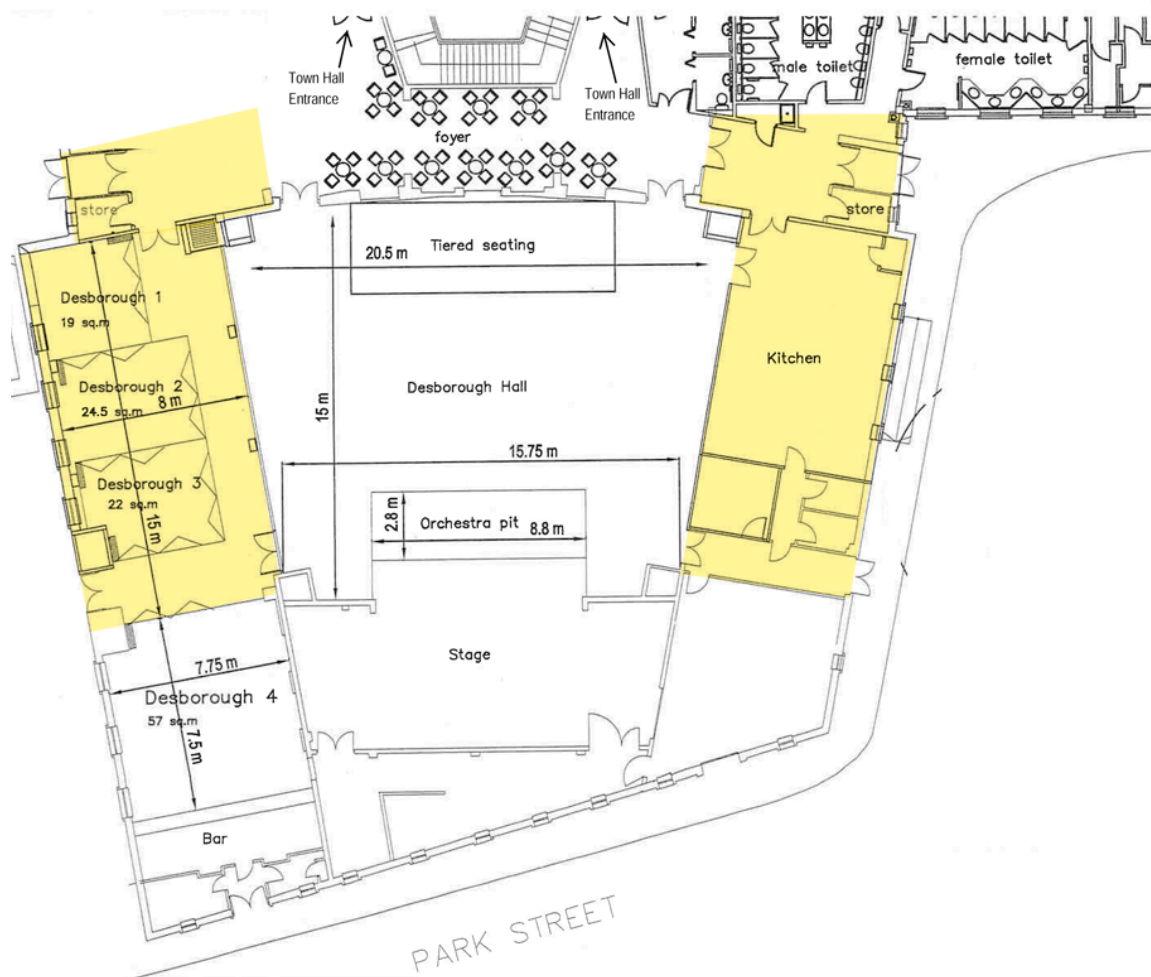 Town Hall
Entrance
Town Hall
Entrance
male toilet
female toilet
foyer
store
store
Tiered seating
20.5 m
Desborough 1
19 sq.m
Kitchen
Desborough 2
8 m
24.5 sq.m
Desborough Hall
15 m
15.75 m
Desborough 3
22 sq.m
15 m
2.8 m
Orchestra pit
8.8 m
Stage
7.75 m
Desborough 4
57 sq.m
7.5 m
Bar
PARK STREET